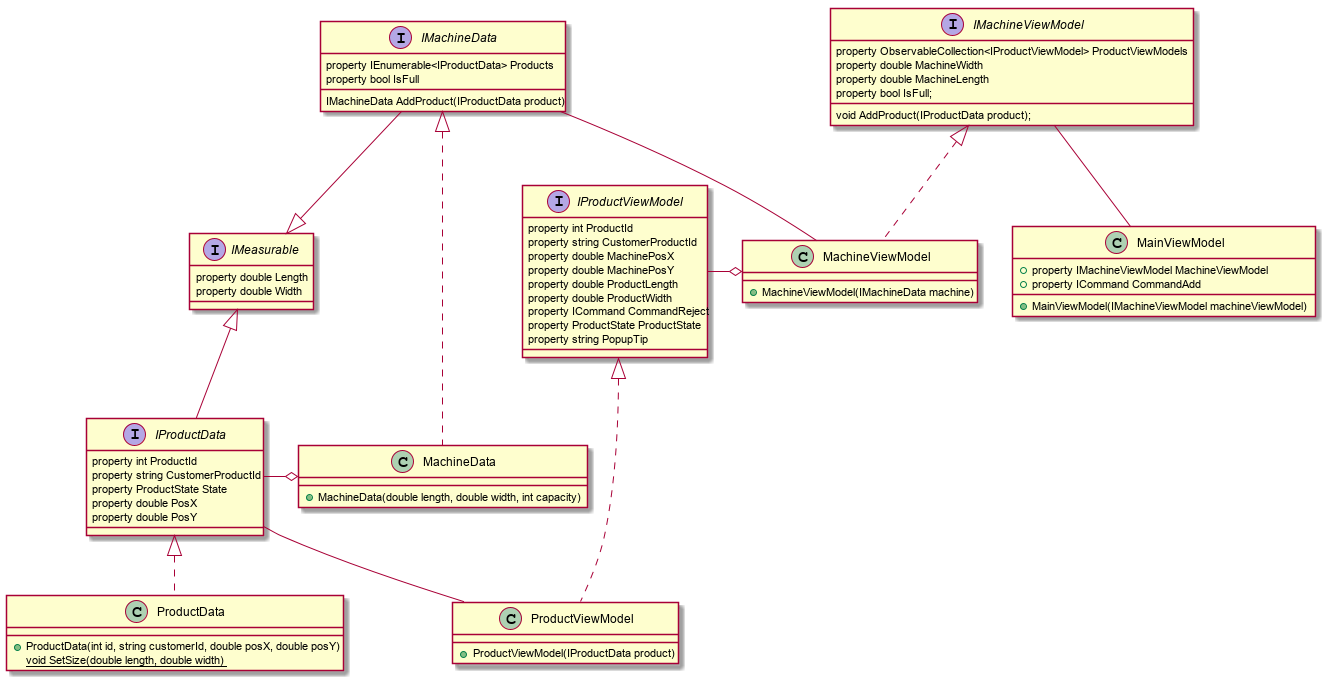 I IMachineData
property IEnumerable<IProductData> Products
property bool IsFull
IMachineData AddProduct(IProductData product)
I IMachineViewModel
property ObservableCollection<IProductViewModel> ProductViewModels
property double MachineWidth
property double MachineLength
property bool IsFull;
void AddProduct(IProductData product);
I IMeasurable
property double Length
property double Width
I IProductViewModel
property int ProductId
property string CustomerProductId
property double MachinePosX
property double MachinePosY
property double ProductLength
property double ProductWidth
property ICommand CommandReject
property ProductState ProductState
property string PopupTip
C MachineViewModel
MachineViewModel(IMachineData machine)
C MainViewModel
property IMachineViewModel MachineViewModel
property ICommand CommandAdd
MainViewModel(IMachineViewModel machineViewModel)
I IProductData
property int ProductId
property string CustomerProductId
property ProductState State
property double PosX
property double PosY
C MachineData
MachineData(double length, double width, int capacity)
C ProductData
ProductData(int id, string customerId, double posX, double posY)
void SetSize(double length, double width)
C ProductViewModel
ProductViewModel(IProductData product)